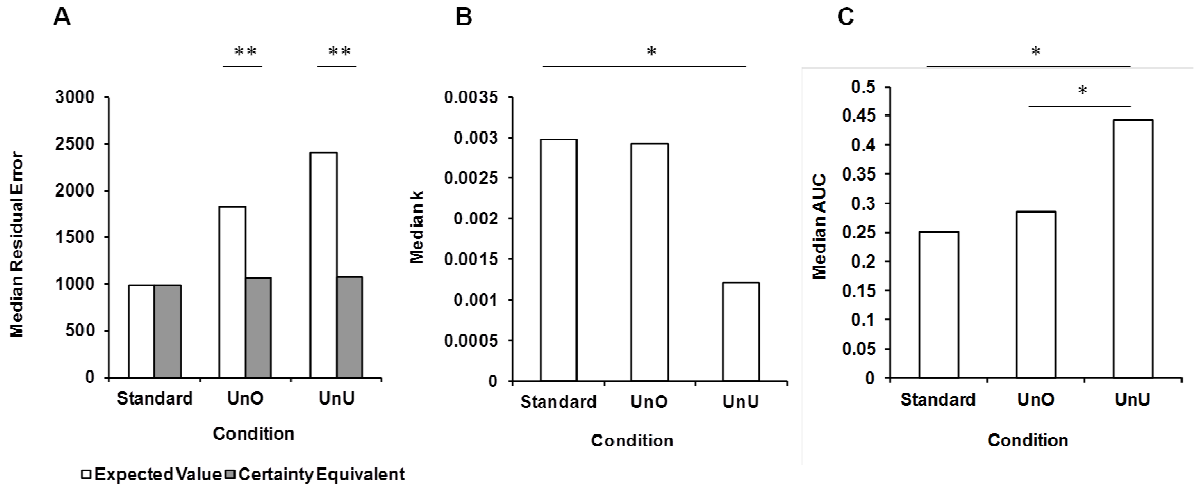 A
** **
3000
2500
2000
1500
1000
500
0
Median Residual Error
Standard UnO UnU
Condition
Expected Value Certainty Equivalent
B
*
0.0035
0.003
0.0025
0.002
0.0015
0.001
0.0005
0
Median k
Standard UnO UnU
Condition
C
*
*
0.5
0.45
0.4
0.35
0.3
0.25
0.2
0.15
0.1
0.05
0
Median AUC
Standard UnO UnU
Condition